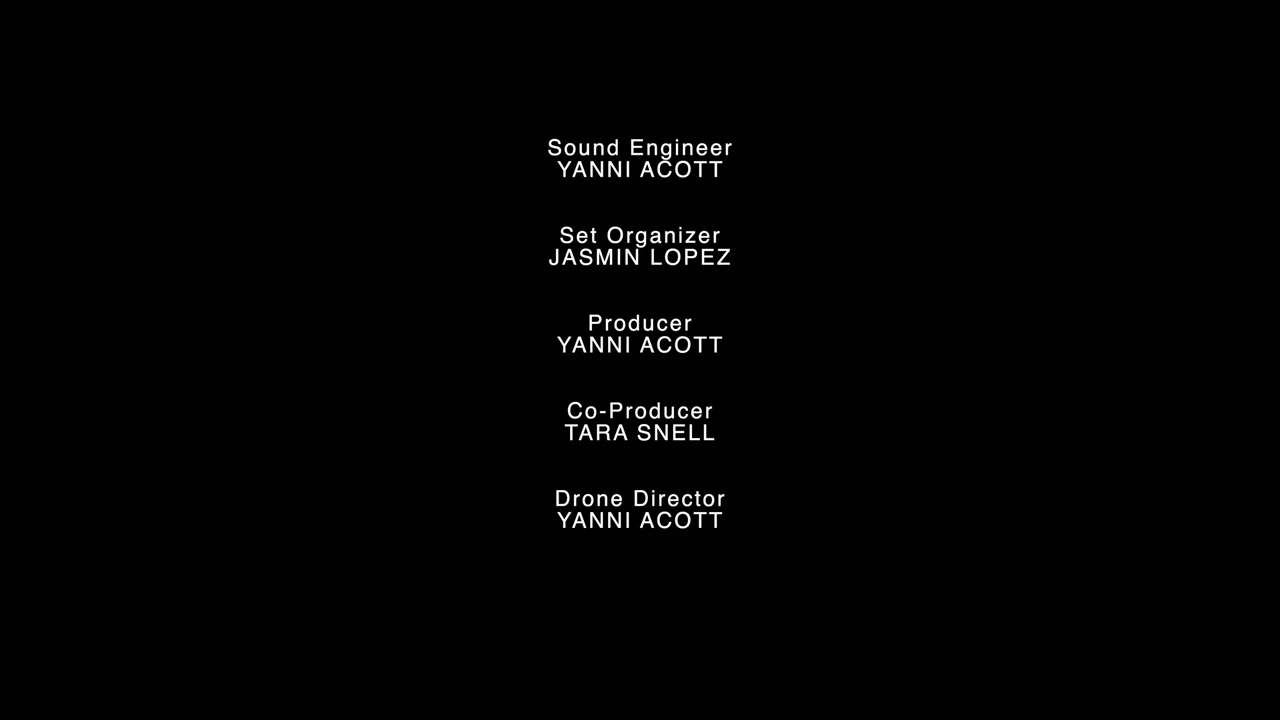 Sound Engineer
YANNI ACOTT
Set Organizer
JASMIN LOPEZ
Producer
YANNI ACOTT
Co-Producer
TARA SNELL
Drone Director
YANNI ACOTT